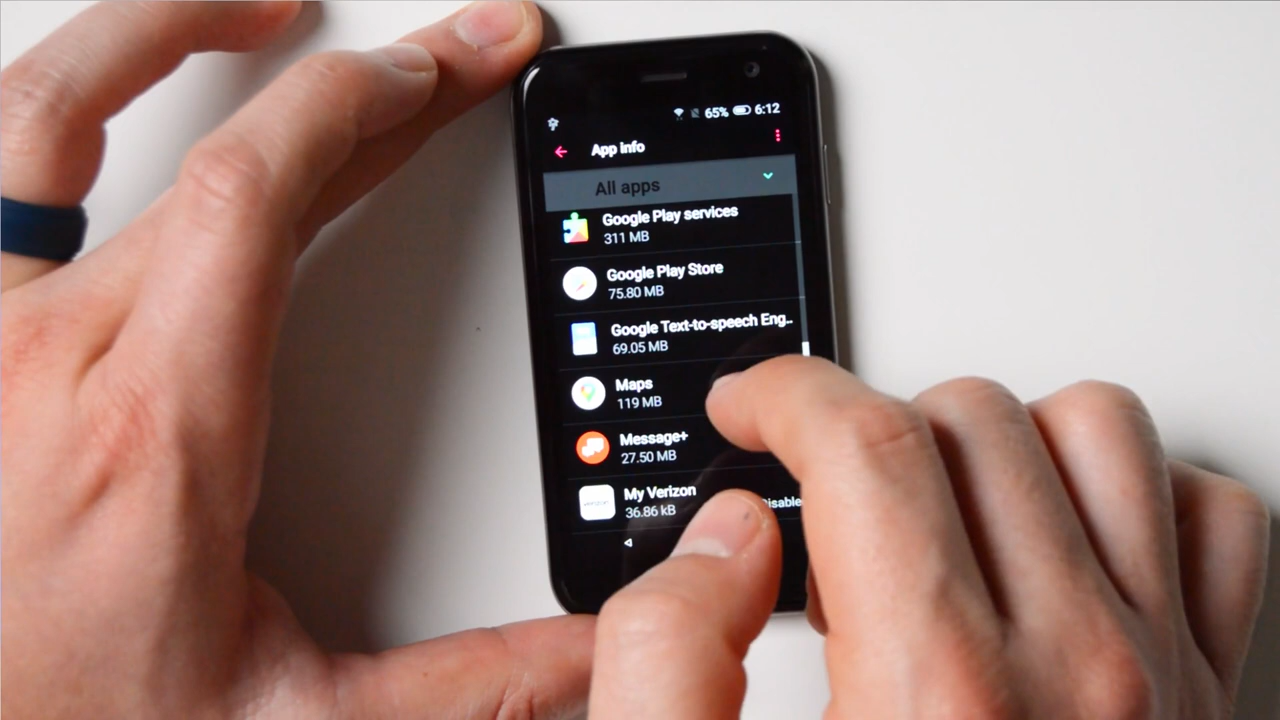 65% 6:12
App info
All apps
Google Play services
311 MB
Google Play Store
75.80 MB
Google Text-to-speech Eng..
69.05 MB
Maps
119 MB
Message+
27.50 MB
My Verizon
36.86 kB
Disable